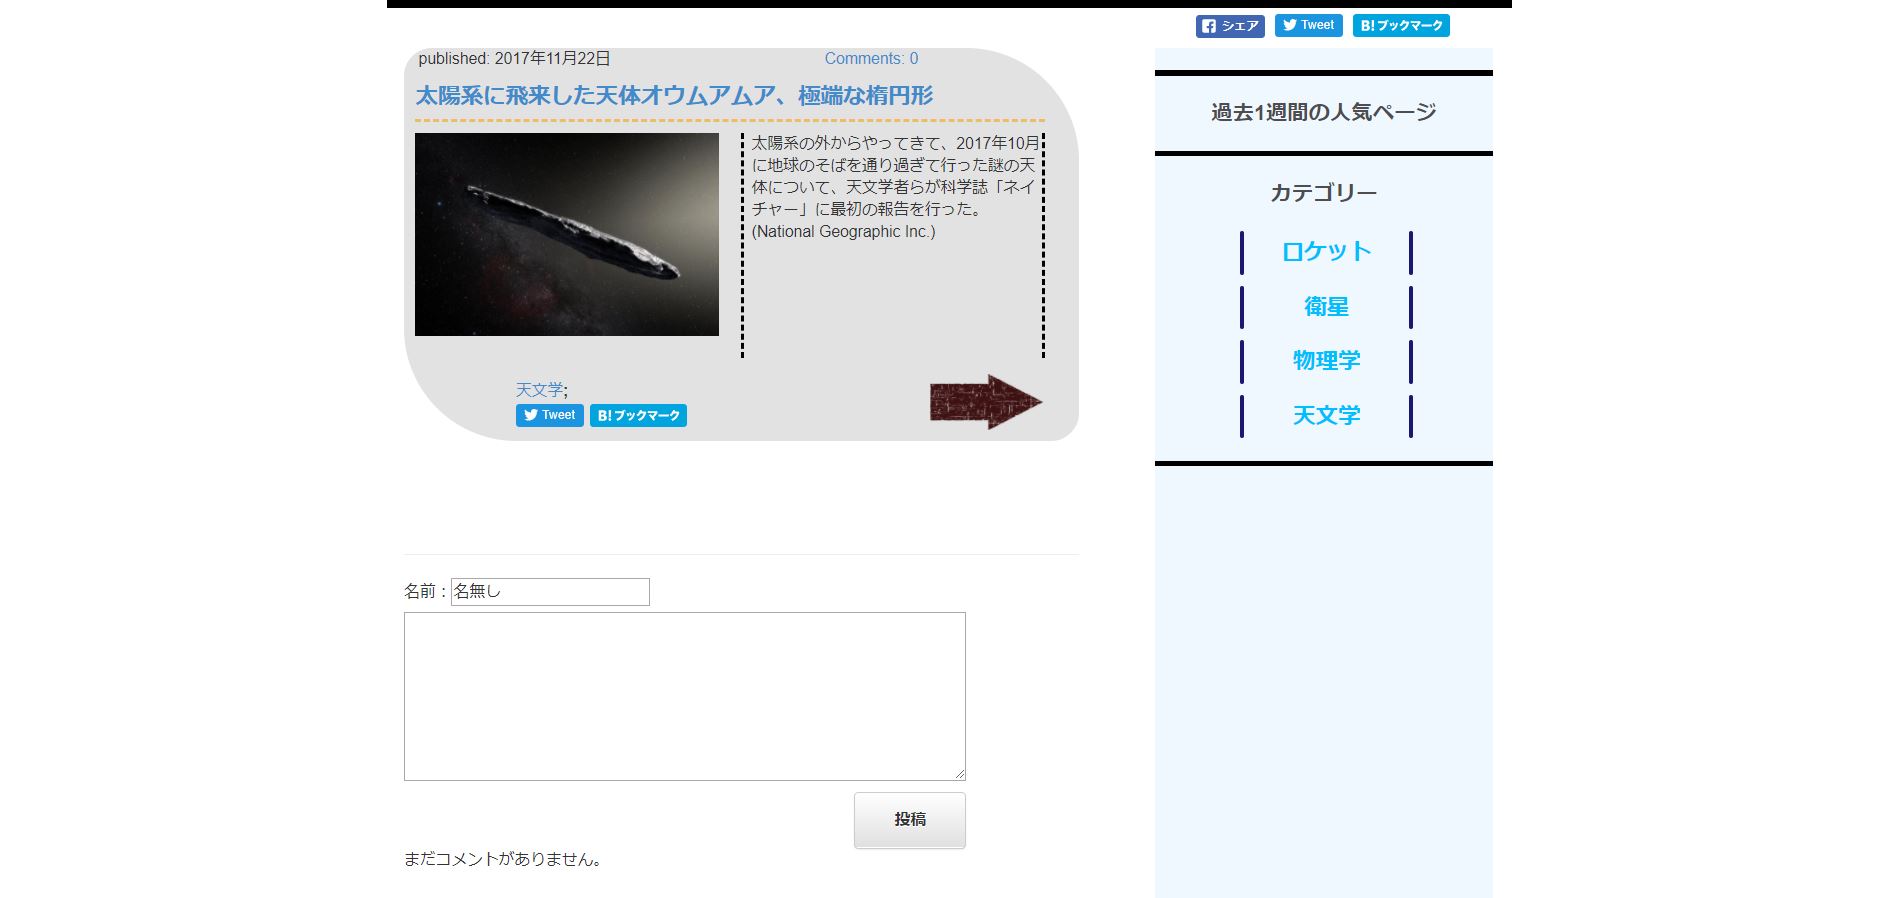 シェア Tweet B!ブックマーク
published: 2017年11月22日 Comments: 0
太陽系に飛来した天体オウムアムア、極端な楕円形
太陽系の外からやってきて、2017年10月
に地球のそばを通り過ぎて行った謎の天
体について、天文学者らが科学誌「ネイ
チャー」に最初の報告を行った。
(National Geographic Inc.)
天文学;
Tweet B!ブックマーク
過去1週間の人気ページ
カテゴリー
ロケット
衛星
物理学
天文学
名前：名無し
投稿
まだコメントがありません。